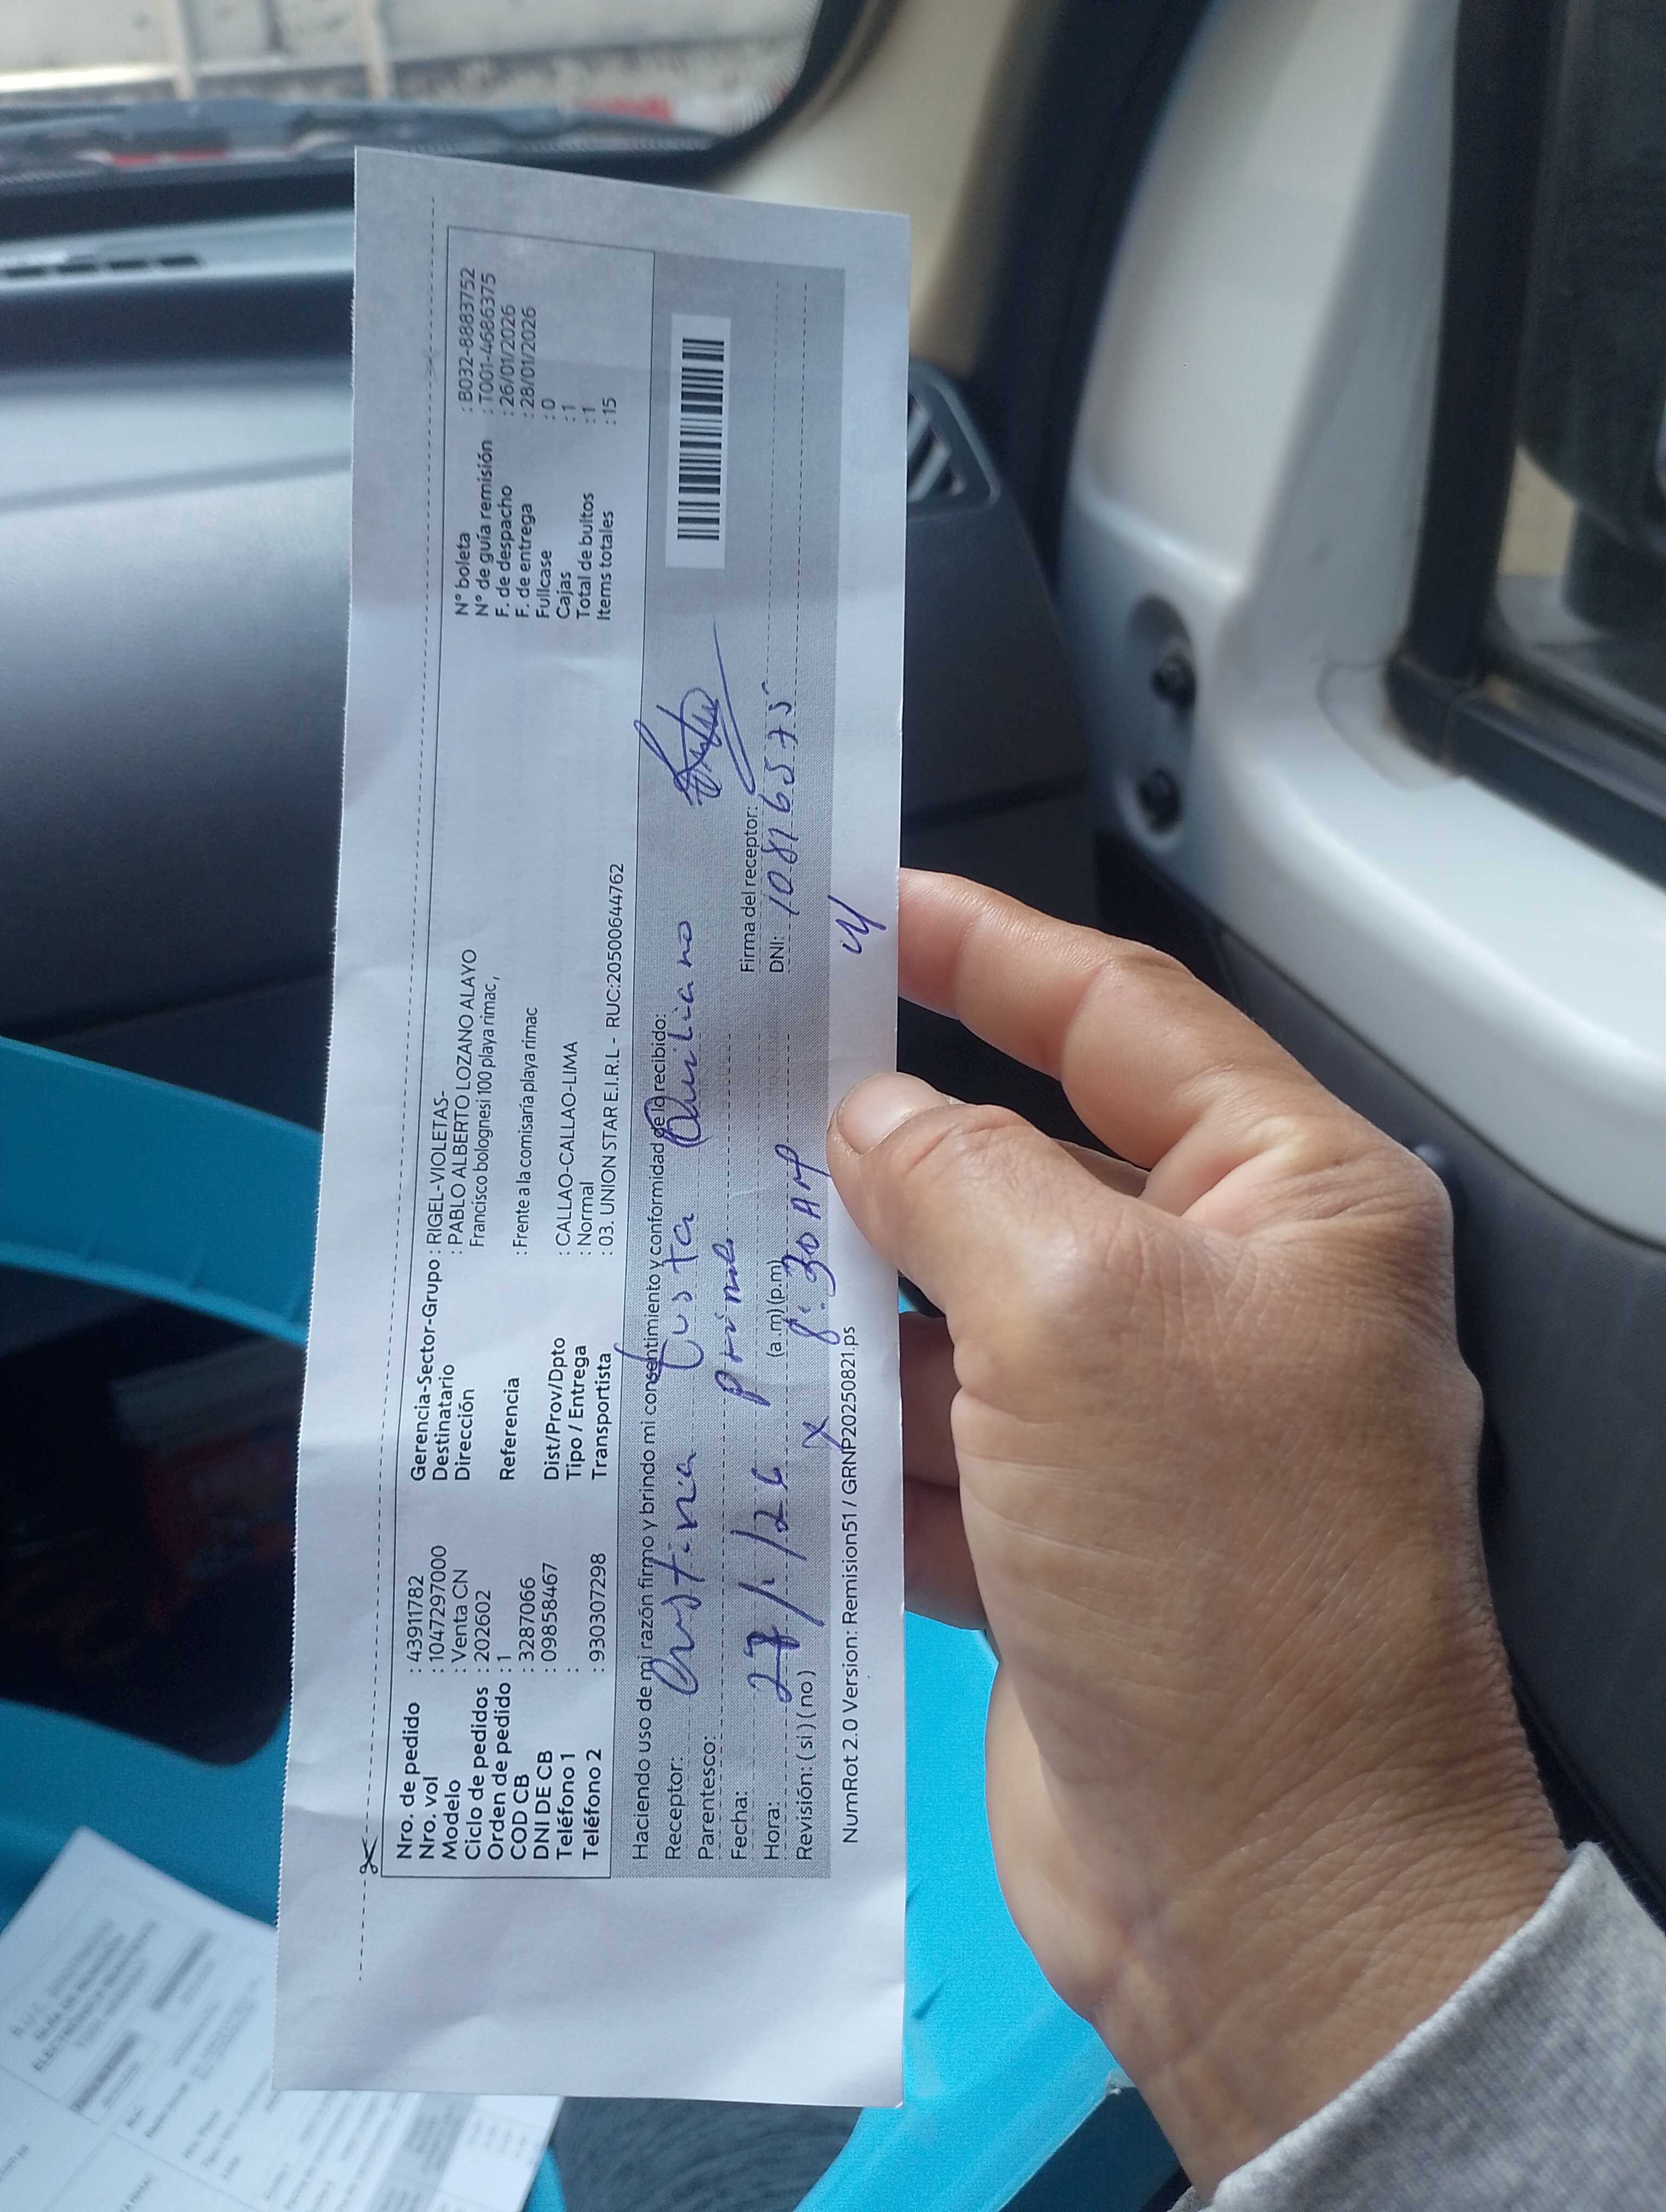 Nro. de pedido : 43911782
Nro. vol : 1047297000
Modelo : Venta CN
Ciclo de pedidos : 202602
Orden de pedido : 1
COD CB : 3287066
DNI DE CB : 09858467
Teléfono 1 :
Teléfono 2 : 930307298
Gerencia-Sector-Grupo : RIGEL-VIOLETAS-
Destinatario : PABLO ALBERTO LOZANO ALAYO
Dirección Francisco bolognesi 100 playa rimac,
Referencia : Frente a la comisaría playa rimac
Dist/Prov/Dpto : CALLAO-CALLAO-LIMA
Tipo / Entrega : Normal
Transportista : 03. UNION STAR E.I.R.L - RUC:20500644762
N° boleta : B032-8883752
N° de guía remisión : T001-4686375
F. de despacho : 26/01/2026
F. de entrega : 28/01/2026
Fullcase : 0
Cajas : 1
Total de bultos : 1
Items totales : 15
Haciendo uso de mi razón firmo y brindo mi consentimiento y conformidad de lo recibido:
Receptor: Cristina Custa
Parentesco: prima
Fecha: 27/1/26
Hora: (a.m)(p.m)
X 8:30 AM
Revisión: (si) (no)
Firma del receptor:
DNI: 10816575
NumRot 2.0 Version: Remision51 / GRNP20250821.ps